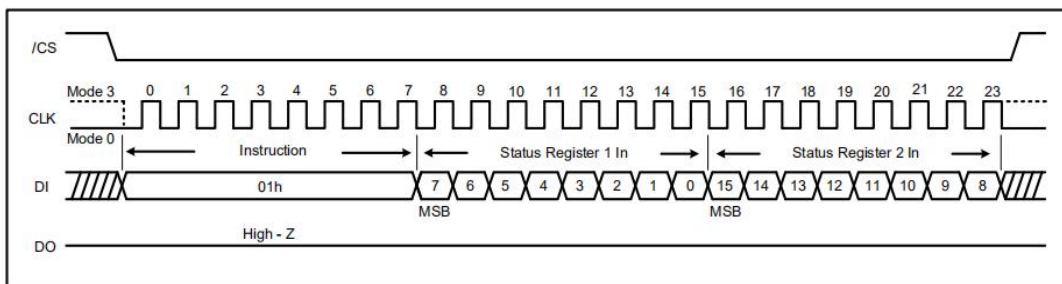 /CS
Mode 3 0 1 2 3 4 5 6 7 8 9 10 11 12 13 14 15 16 17 18 19 20 21 22 23
CLK
Mode 0
Instruction Status Register 1 In Status Register 2 In
DI 01h 7 6 5 4 3 2 1 0 15 14 13 12 11 10 9 8
MSB MSB
High - Z
DO